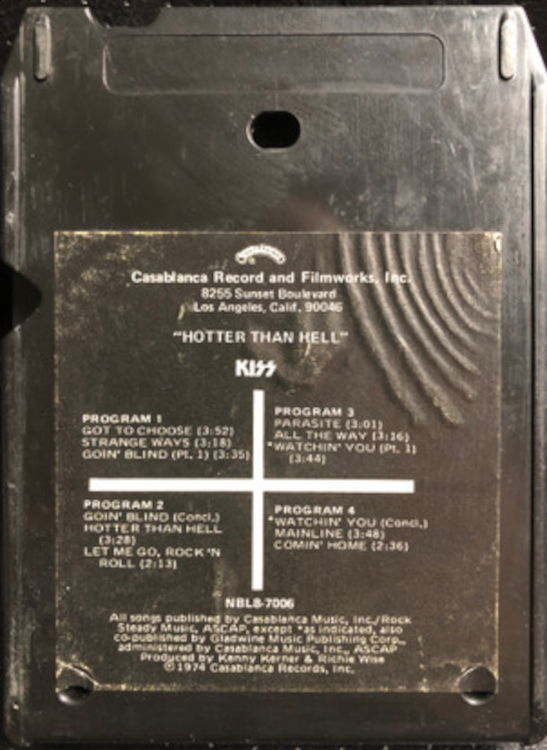 Casablanca Record and Filmworks, Inc.
8255 Sunset Boulevard
Los Angeles, Calif. 90046
"HOTTER THAN HELL"
KISS
PROGRAM 1
GOT TO CHOOSE (3:52)
STRANGE WAYS (3:18)
GOIN' BLIND (Pt. 1) (3:35)
PROGRAM 3
PARASITE (3:01)
ALL THE WAY (3:16)
*WATCHIN' YOU (Pt. 1)
(3:44)
PROGRAM 2
GOIN' BLIND (Concl.)
HOTTER THAN HELL
(3:28)
LET ME GO, ROCK 'N
ROLL (2:13)
PROGRAM 4
*WATCHIN' YOU (Concl.)
MAINLINE (3:48)
COMIN' HOME (2:36)
NBL8-7006
All songs published by Casablanca Music, Inc./Rock
Steady Music, ASCAP, except *as indicated, also
co-published by Gladwine Music Publishing Corp.,
administered by Casablanca Music, Inc., ASCAP
Produced by Kenny Kerner & Richie Wise
©1974 Casablanca Records, Inc.